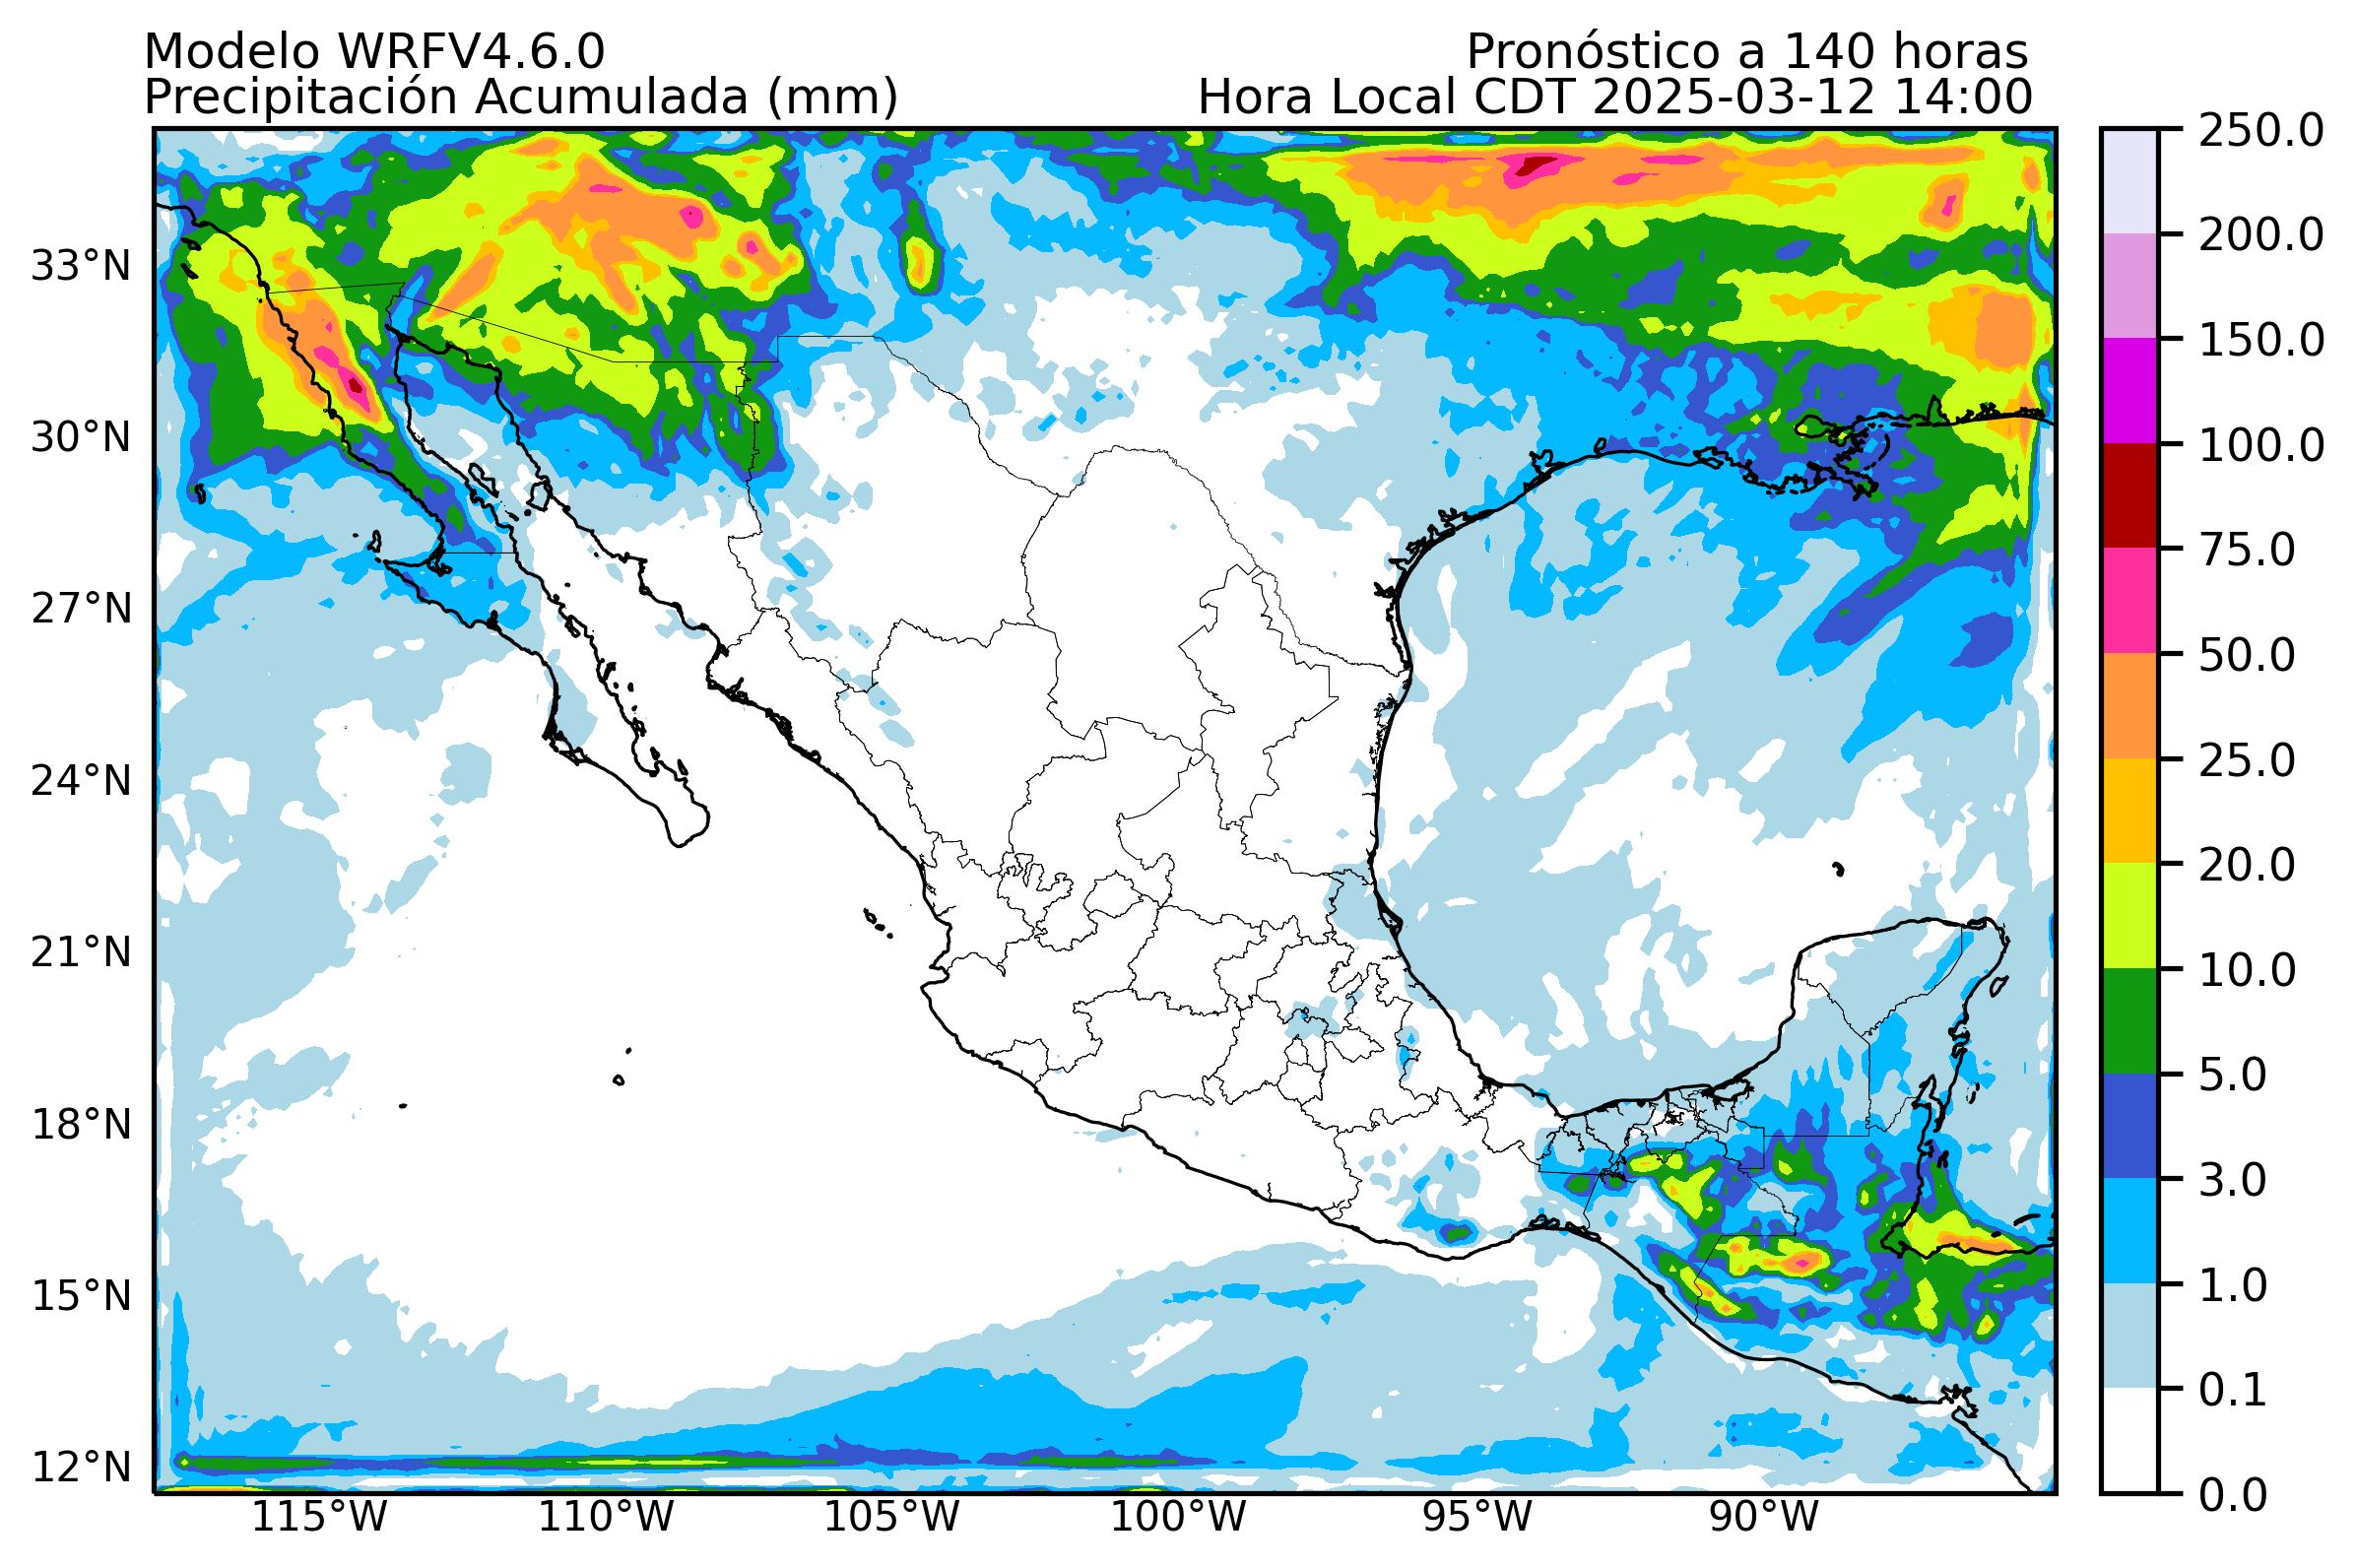 Modelo WRFV4.6.0
Pronóstico a 140 horas
Precipitación Acumulada (mm)
Hora Local CDT 2025-03-12 14:00
33°N
30°N
27°N
24°N
21°N
18°N
15°N
12°N
115°W
110°W
105°W
100°W
95°W
90°W
250.0
200.0
150.0
100.0
75.0
50.0
25.0
20.0
10.0
5.0
3.0
1.0
0.1
0.0